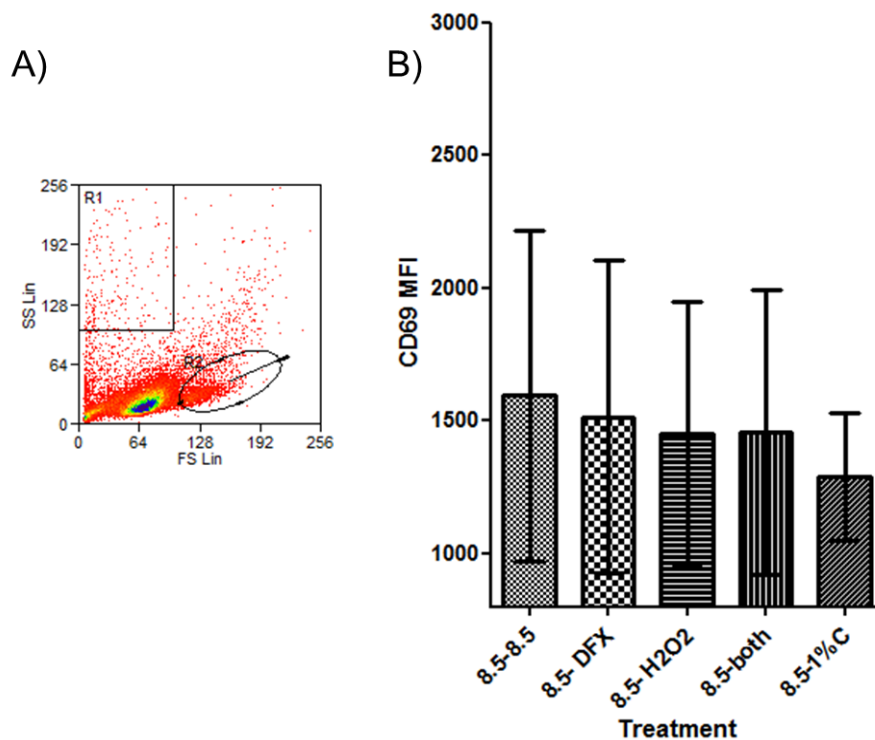 A)
B)
R1
R2
256
192
128
64
0
SS Lin
0 64 128 192 256
FS Lin
3000
2500
2000
1500
1000
CD69 MFI
8.5-8.5
8.5- DFX
8.5- H2O2
8.5-both
8.5-1%C
Treatment